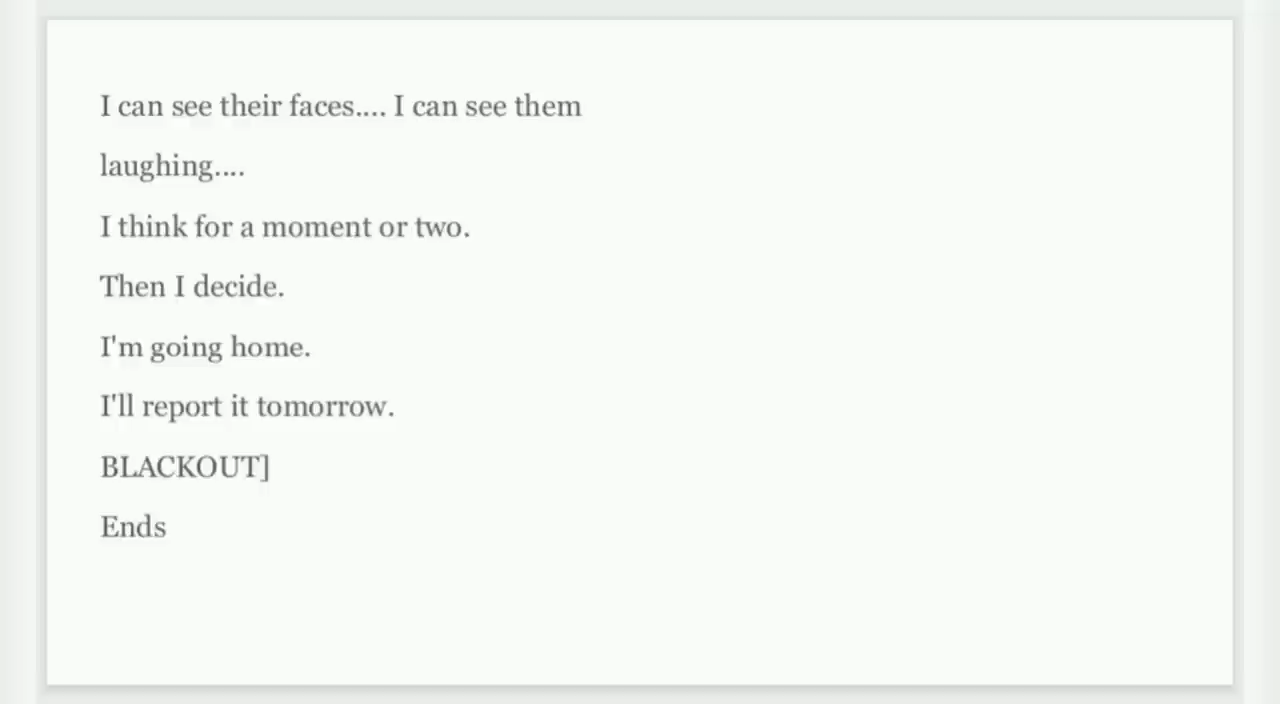 I can see their faces.... I can see them
laughing....
I think for a moment or two.
Then I decide.
I'm going home.
I'll report it tomorrow.
BLACKOUT]
Ends